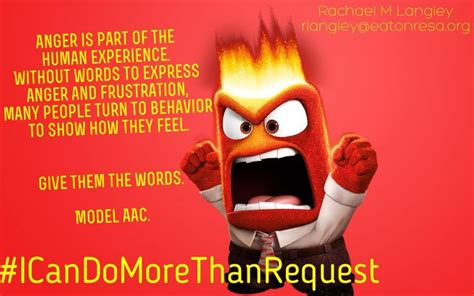 Rachael M Langley
rlangley@eatonresa.org
ANGER IS PART OF THE
HUMAN EXPERIENCE.
WITHOUT WORDS TO EXPRESS
ANGER AND FRUSTRATION,
MANY PEOPLE TURN TO BEHAVIOR
TO SHOW HOW THEY FEEL.
GIVE THEM THE WORDS.
MODEL AAC.
#ICanDoMoreThanRequest